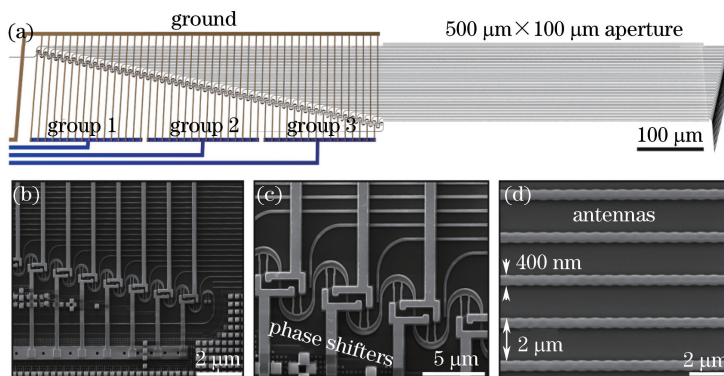 (a)
ground
500 μm×100 μm aperture
group 1
group 2
group 3
100 μm
(b)
2 μm
(c)
phase shifters
5 μm
(d)
antennas
400 nm
2 μm
2 μm